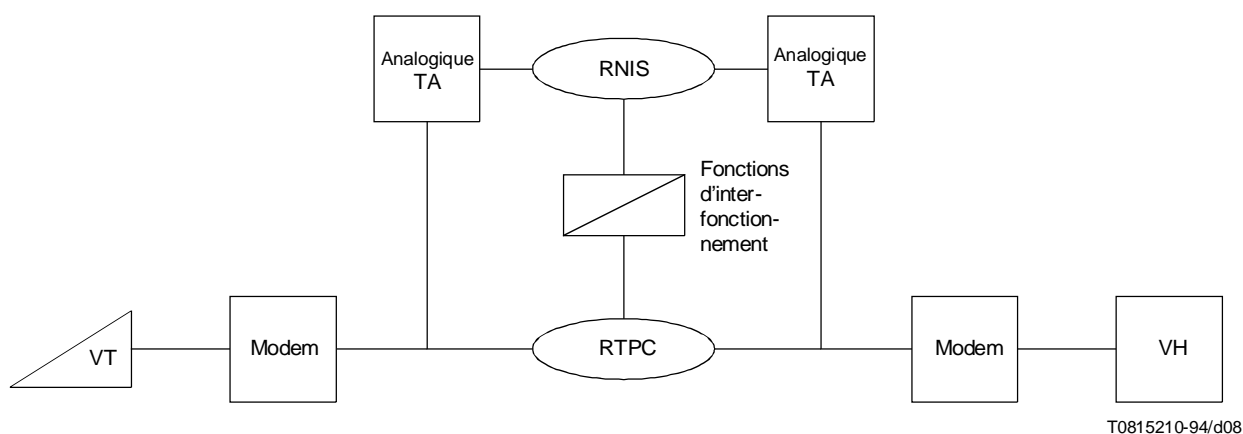 Analogique
TA
RNIS
Analogique
TA
Fonctions
d'inter-
fonction-
nement
VT
Modem
RTPC
Modem
VH
T0815210-94/d08